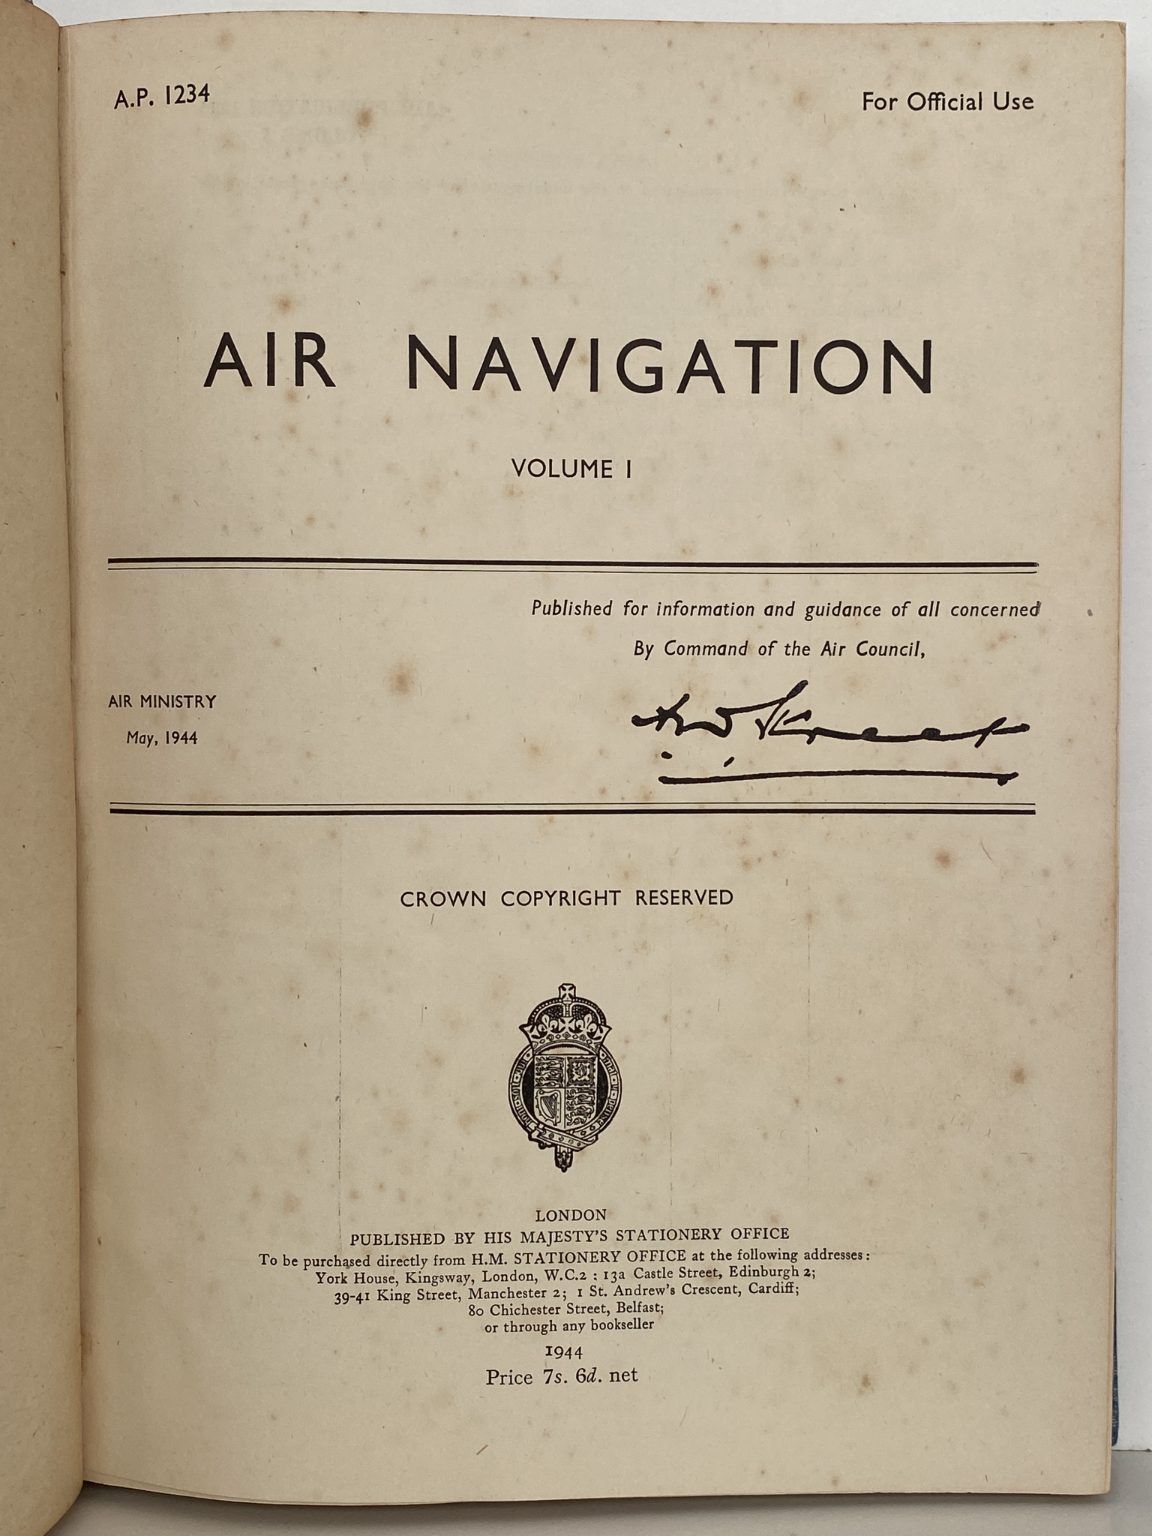 A.P. 1234
For Official Use
AIR NAVIGATION
VOLUME I
Published for information and guidance of all concerned
By Command of the Air Council,
AIR MINISTRY
May, 1944
CROWN COPYRIGHT RESERVED
LONDON
PUBLISHED BY HIS MAJESTY'S STATIONERY OFFICE
To be purchased directly from H.M. STATIONERY OFFICE at the following addresses:
York House, Kingsway, London, W.C.2 : 13a Castle Street, Edinburgh 2;
39-41 King Street, Manchester 2; 1 St. Andrew's Crescent, Cardiff;
80 Chichester Street, Belfast;
or through any bookseller
1944
Price 7s. 6d. net